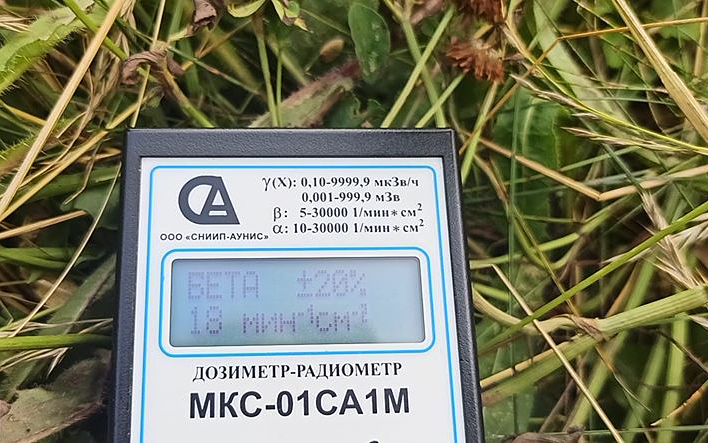 СА
γ(X): 0,10-9999,9 мкЗв/ч
0,001-999,9 мЗв
β: 5-30000 1/мин*см²
α: 10-30000 1/мин*см²
ООО «СНИИП-АУНИС»
БЕТА ±20%
18 мин⁻¹см⁻²
ДОЗИМЕТР-РАДИОМЕТР
МКС-01СА1М